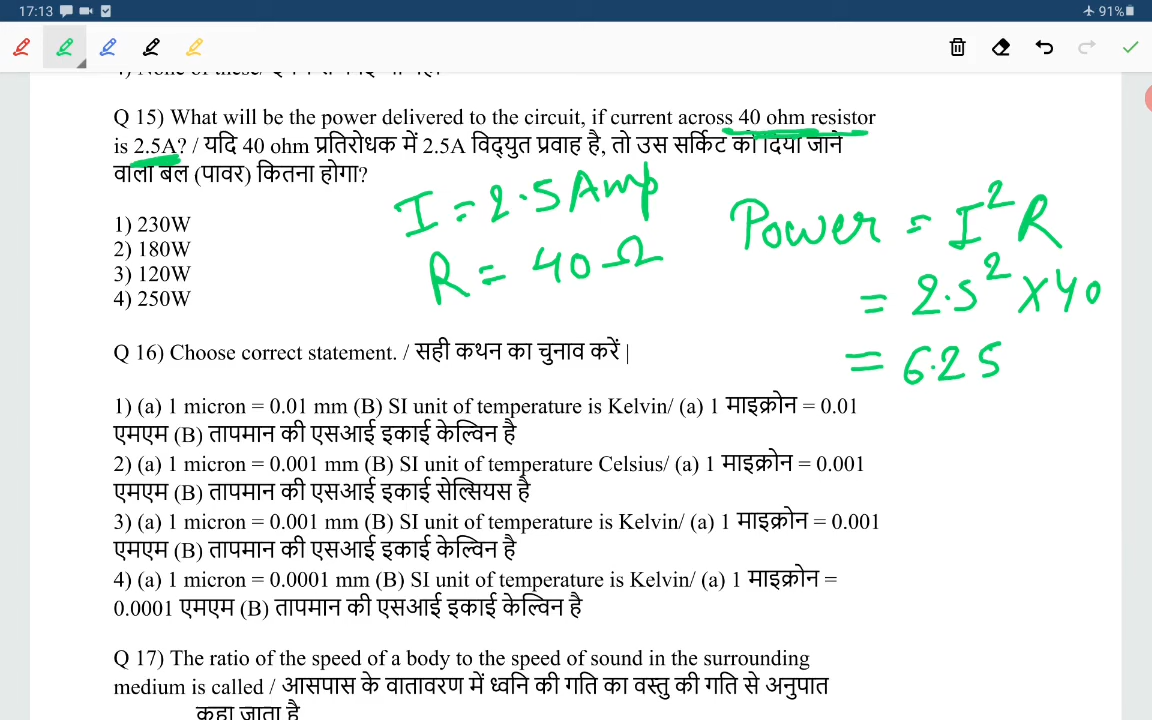 17:13
91%
Q 15) What will be the power delivered to the circuit, if current across 40 ohm resistor
is 2.5A? / यदि 40 ohm प्रतिरोधक में 2.5A विद्युत प्रवाह है, तो उस सर्किट को दिया जाने
वाला बल (पावर) कितना होगा?
I = 2.5 Amp
R = 40 Ω
Power = I² R
= 2.5² X 40
= 6.25
1) 230W
2) 180W
3) 120W
4) 250W
Q 16) Choose correct statement. / सही कथन का चुनाव करें |
1) (a) 1 micron = 0.01 mm (B) SI unit of temperature is Kelvin/ (a) 1 माइक्रोन = 0.01
एमएम (B) तापमान की एसआई इकाई केल्विन है
2) (a) 1 micron = 0.001 mm (B) SI unit of temperature Celsius/ (a) 1 माइक्रोन = 0.001
एमएम (B) तापमान की एसआई इकाई सेल्सियस है
3) (a) 1 micron = 0.001 mm (B) SI unit of temperature is Kelvin/ (a) 1 माइक्रोन = 0.001
एमएम (B) तापमान की एसआई इकाई केल्विन है
4) (a) 1 micron = 0.0001 mm (B) SI unit of temperature is Kelvin/ (a) 1 माइक्रोन =
0.0001 एमएम (B) तापमान की एसआई इकाई केल्विन है
Q 17) The ratio of the speed of a body to the speed of sound in the surrounding
medium is called / आसपास के वातावरण में ध्वनि की गति का वस्तु की गति से अनुपात
कहा जाता है